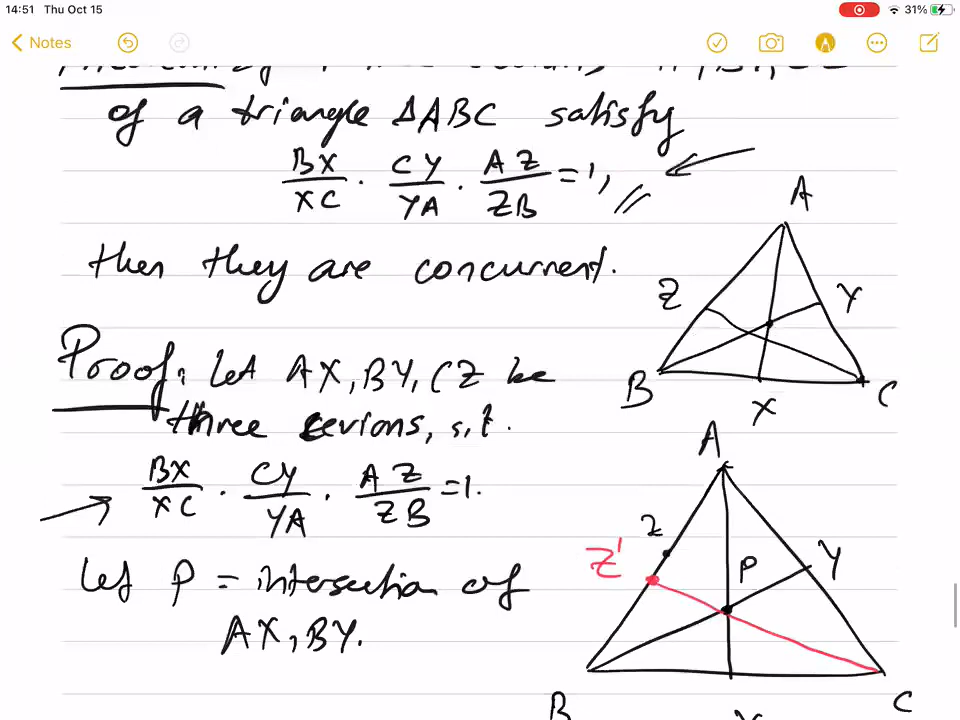 14:51 Thu Oct 15
31%
Notes
of a triangle ΔABC satisfy
BX/XC · CY/YA · AZ/ZB = 1,
then they are concurrent.
A
Z
Y
B
X
C
Proof: Let AX, BY, CZ be
three cevians, s.t.
BX/XC · CY/YA · AZ/ZB = 1.
Let P = intersection of
AX, BY.
A
Z
Z'
P
Y
B
C